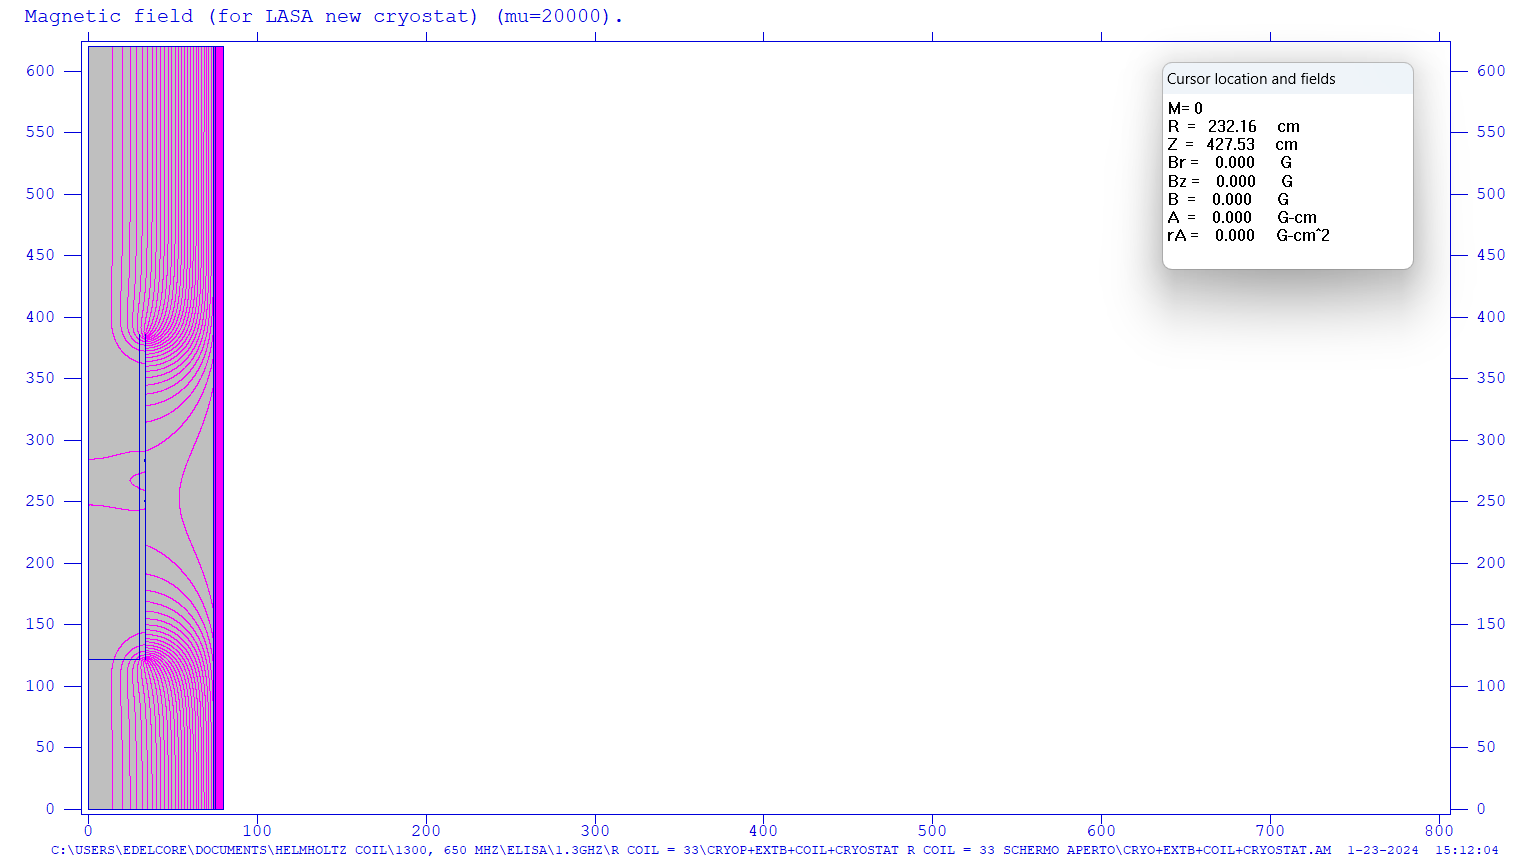 Magnetic field (for LASA new cryostat) (mu=20000).
Cursor location and fields
M= 0
R = 232.16 cm
Z = 427.53 cm
Br = 0.000 G
Bz = 0.000 G
B = 0.000 G
A = 0.000 G-cm
rA = 0.000 G-cm^2
600 600
550 550
500 500
450 450
400 400
350 350
300 300
250 250
200 200
150 150
100 100
50 50
0 0
0 100 200 300 400 500 600 700 800
C:\USERS\EDELCORE\DOCUMENTS\HELMHOLTZ COIL\1300, 650 MHZ\ELISA\1.3GHZ\R COIL = 33\CRYOP+EXTB+COIL+CRYOSTAT R COIL = 33 SCHERMO APERTO\CRYO+EXTB+COIL+CRYOSTAT.AM 1-23-2024 15:12:04